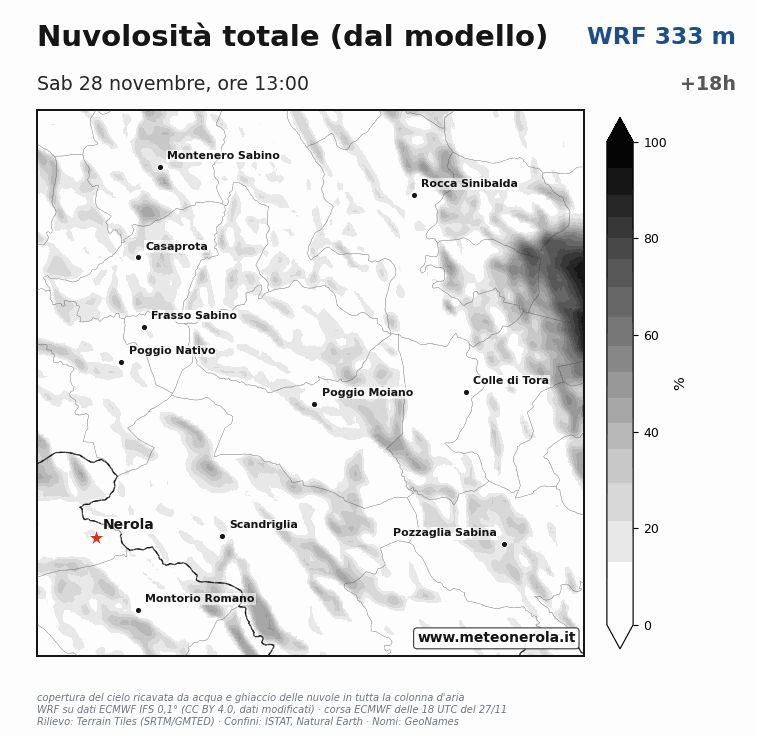 Nuvolosità totale (dal modello) WRF 333 m
Sab 28 novembre, ore 13:00 +18h
Montenero Sabino
Rocca Sinibalda
Casaprota
Frasso Sabino
Poggio Nativo
Poggio Moiano
Colle di Tora
Nerola
Scandriglia
Pozzaglia Sabina
Montorio Romano
www.meteonerola.it
100
80
60
40
20
0
%
copertura del cielo ricavata da acqua e ghiaccio delle nuvole in tutta la colonna d'aria
WRF su dati ECMWF IFS 0,1° (CC BY 4.0, dati modificati) · corsa ECMWF delle 18 UTC del 27/11
Rilievo: Terrain Tiles (SRTM/GMTED) · Confini: ISTAT, Natural Earth · Nomi: GeoNames